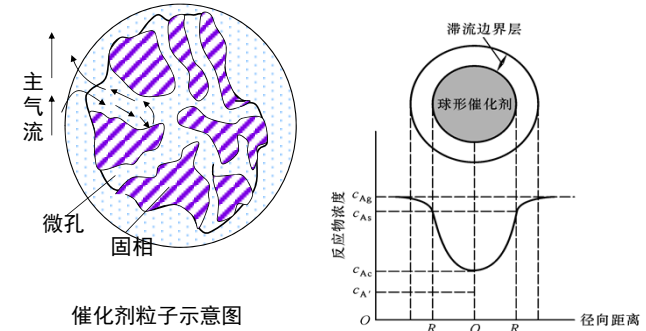 主气流
微孔
固相
催化剂粒子示意图
滞流边界层
球形催化剂
反应物浓度
cAg
cAs
cAc
cA*
O
R O R
径向距离